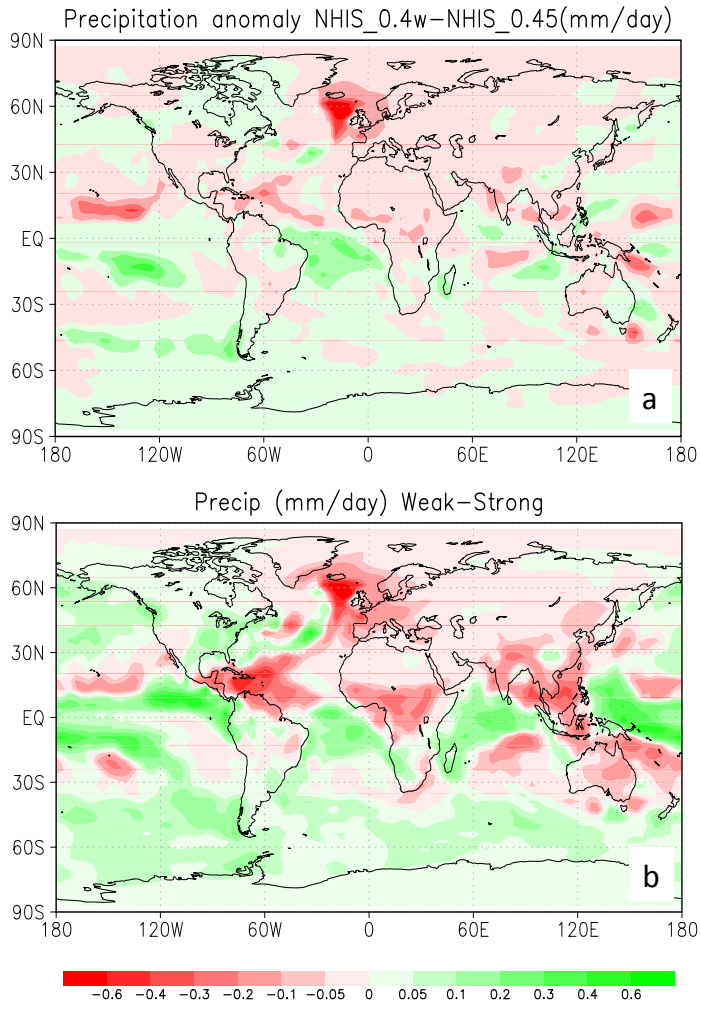 Precipitation anomaly NHIS_0.4w-NHIS_0.45(mm/day)
90N
60N
30N
EQ
30S
60S
90S
a
180 120W 60W 0 60E 120E 180
Precip (mm/day) Weak-Strong
90N
60N
30N
EQ
30S
60S
90S
b
180 120W 60W 0 60E 120E 180
-0.6 -0.4 -0.3 -0.2 -0.1 -0.05 0 0.05 0.1 0.2 0.4 0.6